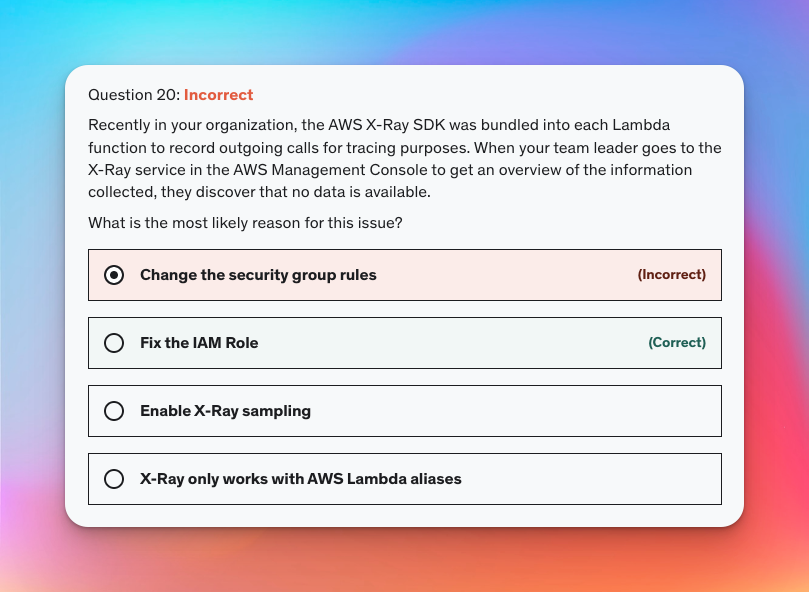 Question 20: Incorrect
Recently in your organization, the AWS X-Ray SDK was bundled into each Lambda
function to record outgoing calls for tracing purposes. When your team leader goes to the
X-Ray service in the AWS Management Console to get an overview of the information
collected, they discover that no data is available.
What is the most likely reason for this issue?
Change the security group rules (Incorrect)
Fix the IAM Role (Correct)
Enable X-Ray sampling
X-Ray only works with AWS Lambda aliases